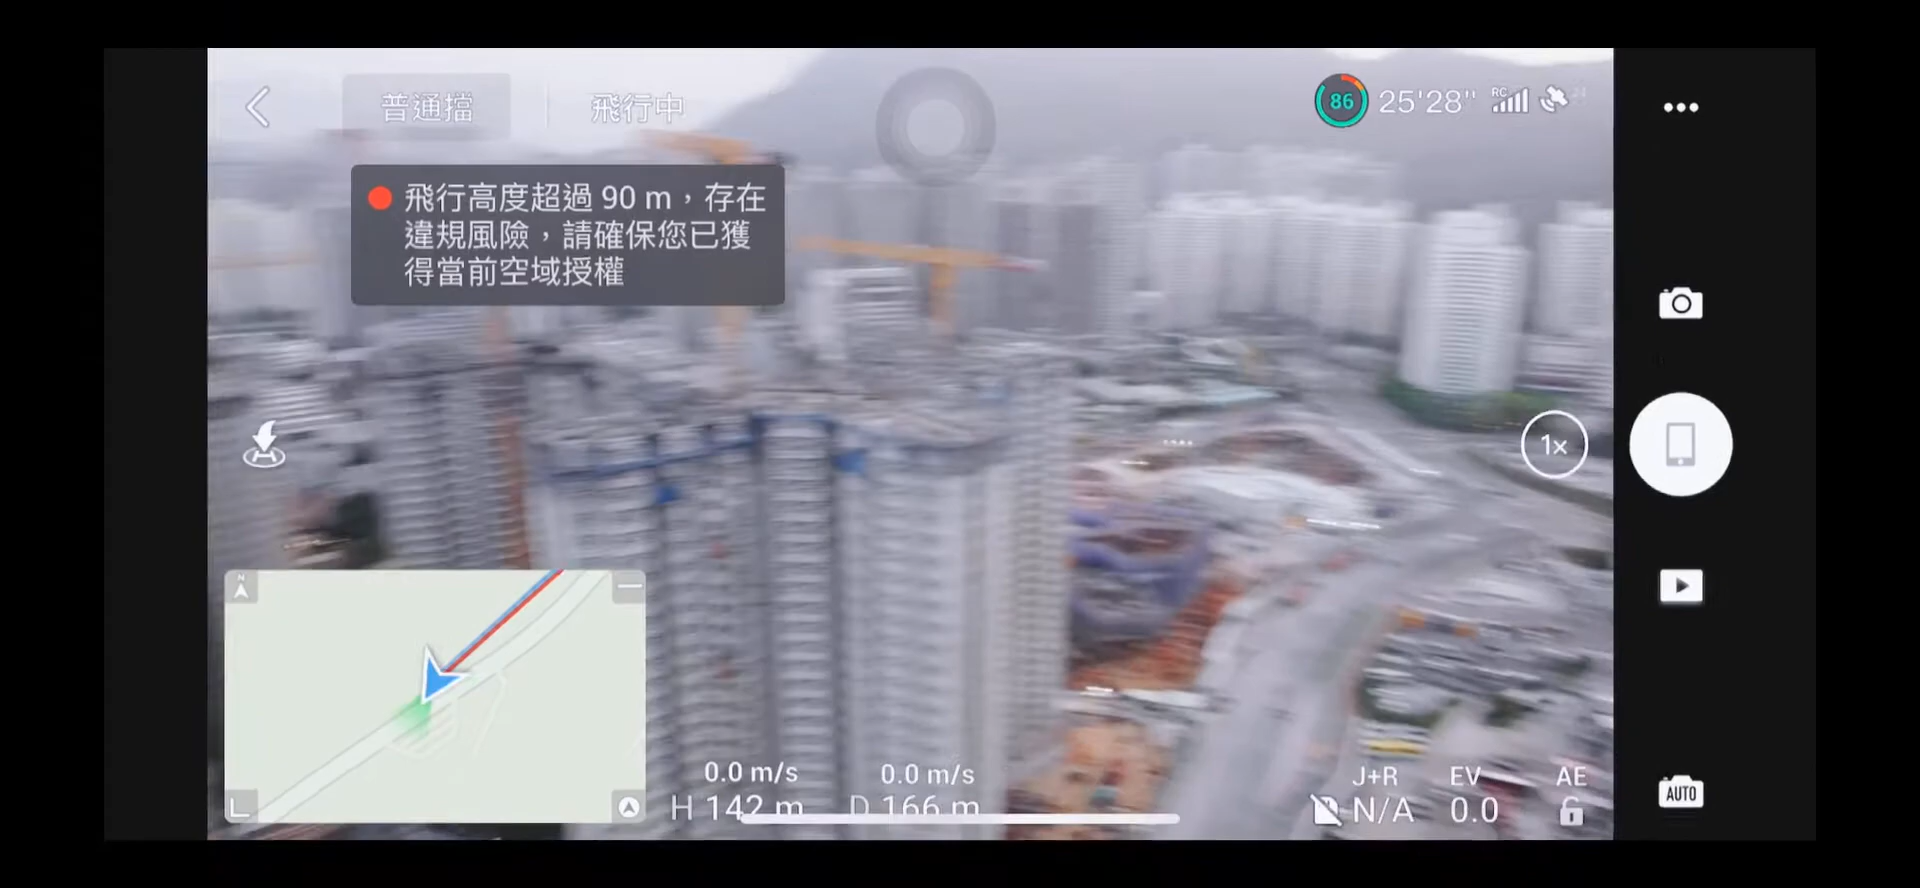 普通擋
飛行中
86
25'28"
RC
24
飛行高度超過 90 m，存在
違規風險，請確保您已獲
得當前空域授權
1x
N
0.0 m/s
0.0 m/s
H 142 m
D 166 m
J+R
N/A
EV
0.0
AE
AUTO